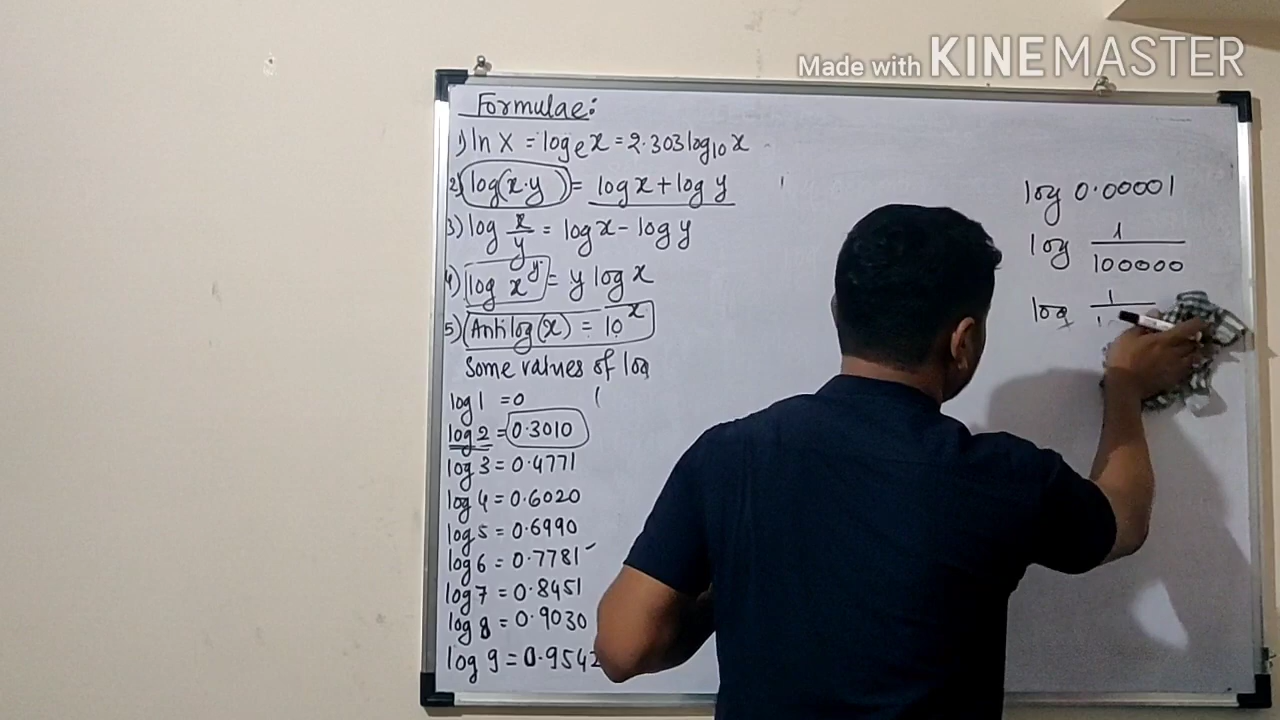 Made with KINEMASTER
Formulae:
1) ln X = logₑ x = 2.303 log₁₀ x
2) log(x.y) = log x + log y
3) log x/y = log x - log y
4) log xʸ = y log x
5) Antilog(x) = 10ˣ
Some values of log
log 1 = 0
log 2 = 0.3010
log 3 = 0.4771
log 4 = 0.6020
log 5 = 0.6990
log 6 = 0.7781
log 7 = 0.8451
log 8 = 0.9030
log 9 = 0.9542
log 0.00001
log 1/100000
log 1/